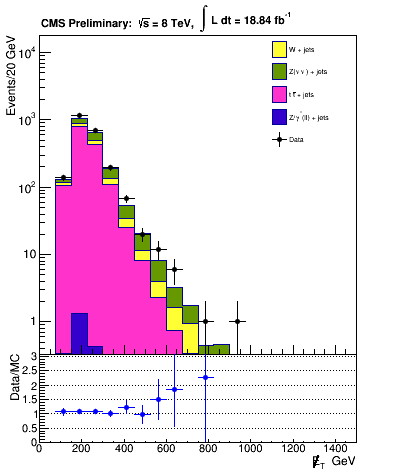 CMS Preliminary: √s = 8 TeV, ∫ L dt = 18.84 fb⁻¹
Events/20 GeV
10⁴
10³
10²
10
1
W + jets
Z(νν) + jets
t t̄ + jets
Z/γ*(ll) + jets
Data
Data/MC
3
2.5
2
1.5
1
0.5
0
0 200 400 600 800 1000 1200 1400
E̸_T GeV